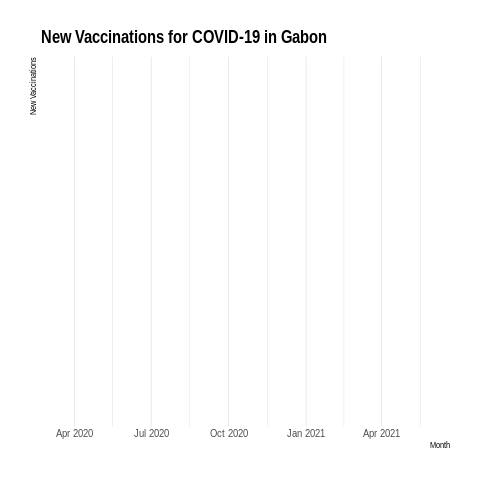 New Vaccinations for COVID-19 in Gabon
New Vaccinations
Apr 2020 Jul 2020 Oct 2020 Jan 2021 Apr 2021
Month